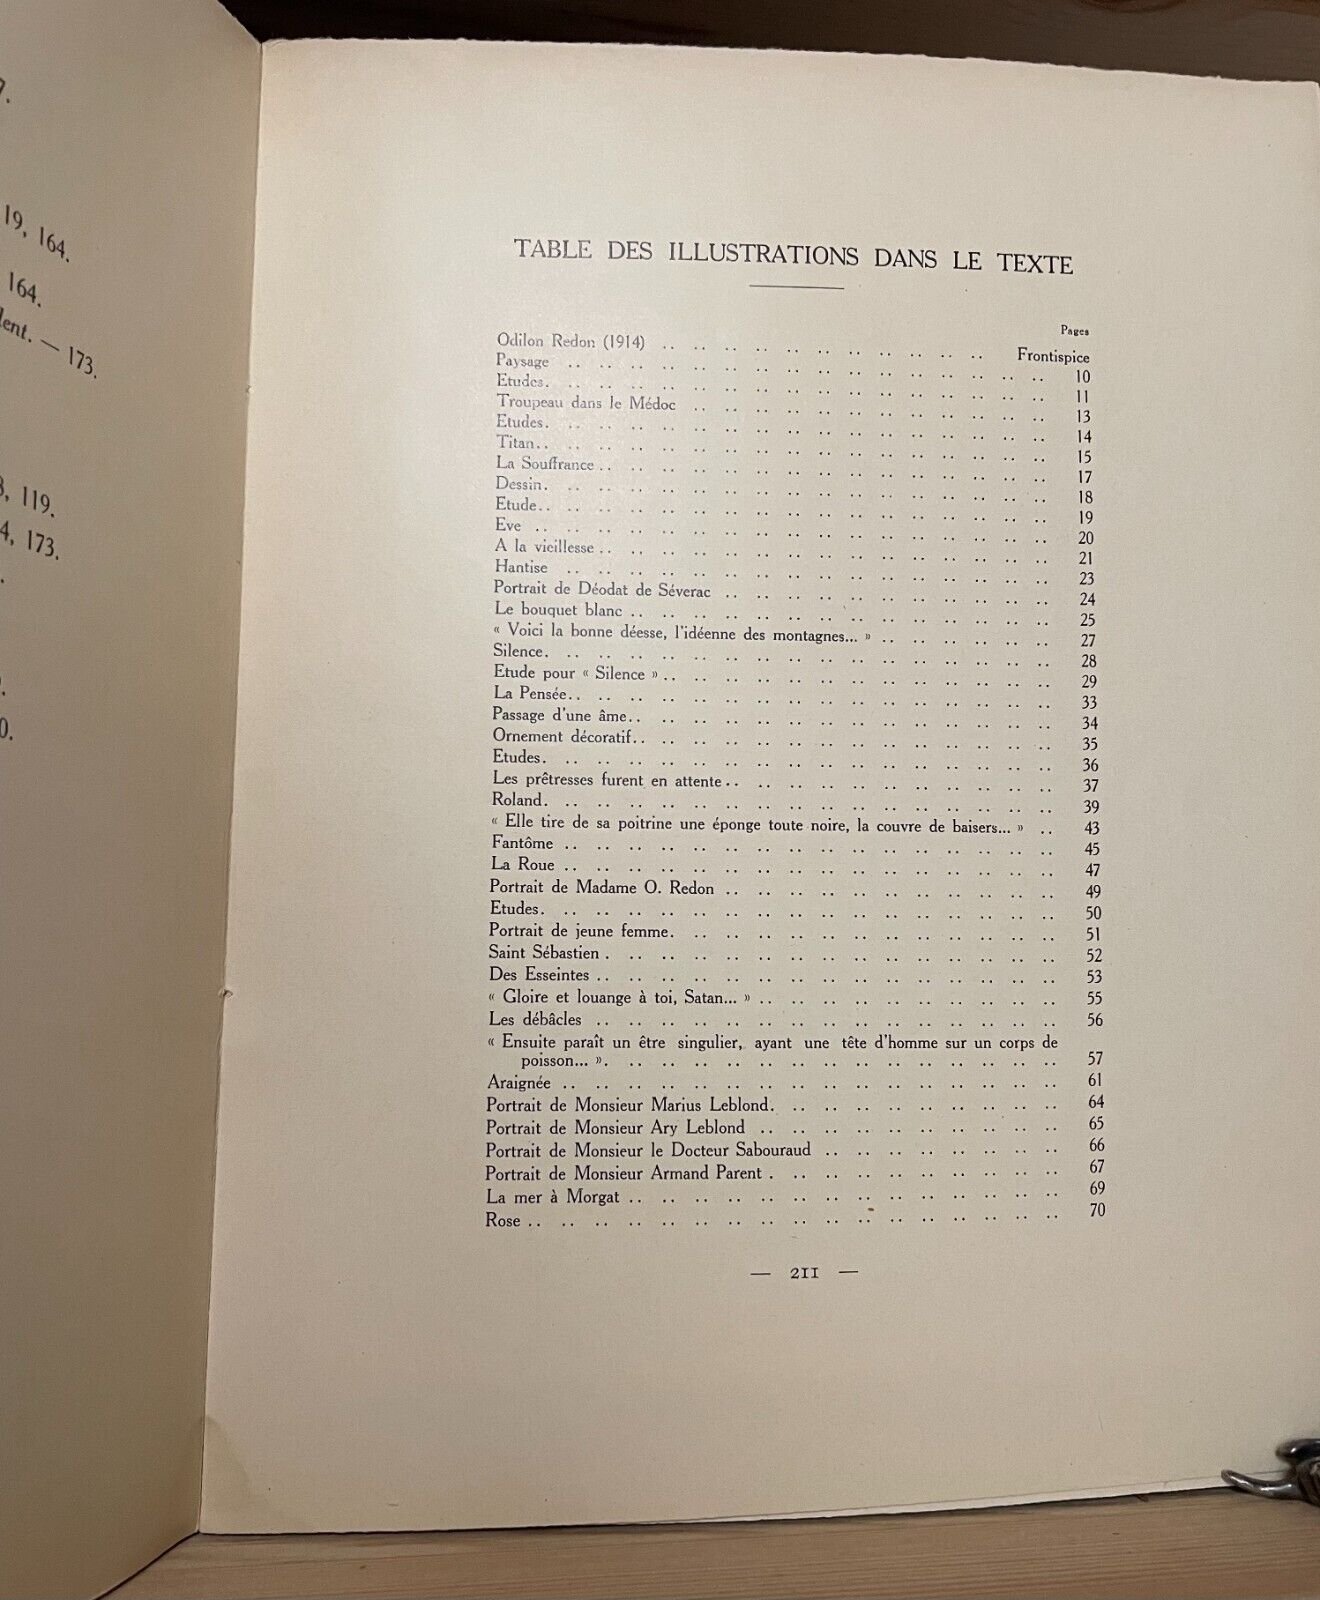 7.
19, 164.
164.
lent. — 173.
8, 119.
4, 173.
0.
TABLE DES ILLUSTRATIONS DANS LE TEXTE
Pages
Odilon Redon (1914) .. .. .. .. .. .. .. .. .. .. .. Frontispice
Paysage .. .. .. .. .. .. .. .. .. .. .. .. .. .. .. 10
Etudes. .. .. .. .. .. .. .. .. .. .. .. .. .. .. .. 11
Troupeau dans le Médoc .. .. .. .. .. .. .. .. .. .. .. 13
Etudes. .. .. .. .. .. .. .. .. .. .. .. .. .. .. .. 14
Titan.. .. .. .. .. .. .. .. .. .. .. .. .. .. .. .. 15
La Souffrance .. .. .. .. .. .. .. .. .. .. .. .. .. .. 17
Dessin. .. .. .. .. .. .. .. .. .. .. .. .. .. .. .. 18
Etude.. .. .. .. .. .. .. .. .. .. .. .. .. .. .. .. 19
Eve .. .. .. .. .. .. .. .. .. .. .. .. .. .. .. .. 20
A la vieillesse .. .. .. .. .. .. .. .. .. .. .. .. .. .. 21
Hantise .. .. .. .. .. .. .. .. .. .. .. .. .. .. .. 23
Portrait de Déodat de Séverac .. .. .. .. .. .. .. .. .. .. 24
Le bouquet blanc .. .. .. .. .. .. .. .. .. .. .. .. .. 25
« Voici la bonne déesse, l'idéenne des montagnes... » .. .. .. .. .. .. 27
Silence. .. .. .. .. .. .. .. .. .. .. .. .. .. .. .. 28
Etude pour « Silence » .. .. .. .. .. .. .. .. .. .. .. .. 29
La Pensée.. .. .. .. .. .. .. .. .. .. .. .. .. .. .. 33
Passage d'une âme.. .. .. .. .. .. .. .. .. .. .. .. .. 34
Ornement décoratif.. .. .. .. .. .. .. .. .. .. .. .. .. 35
Etudes. .. .. .. .. .. .. .. .. .. .. .. .. .. .. .. 36
Les prêtresses furent en attente .. .. .. .. .. .. .. .. .. .. 37
Roland. .. .. .. .. .. .. .. .. .. .. .. .. .. .. .. 39
« Elle tire de sa poitrine une éponge toute noire, la couvre de baisers... » .. 43
Fantôme .. .. .. .. .. .. .. .. .. .. .. .. .. .. .. 45
La Roue .. .. .. .. .. .. .. .. .. .. .. .. .. .. .. 47
Portrait de Madame O. Redon .. .. .. .. .. .. .. .. .. .. 49
Etudes. .. .. .. .. .. .. .. .. .. .. .. .. .. .. .. 50
Portrait de jeune femme. .. .. .. .. .. .. .. .. .. .. .. 51
Saint Sébastien . .. .. .. .. .. .. .. .. .. .. .. .. .. 52
Des Esseintes .. .. .. .. .. .. .. .. .. .. .. .. .. .. 53
« Gloire et louange à toi, Satan... » .. .. .. .. .. .. .. .. .. 55
Les débâcles .. .. .. .. .. .. .. .. .. .. .. .. .. .. 56
« Ensuite paraît un être singulier, ayant une tête d'homme sur un corps de
poisson... ». .. .. .. .. .. .. .. .. .. .. .. .. .. 57
Araignée .. .. .. .. .. .. .. .. .. .. .. .. .. .. .. 61
Portrait de Monsieur Marius Leblond. .. .. .. .. .. .. .. .. 64
Portrait de Monsieur Ary Leblond .. .. .. .. .. .. .. .. .. 65
Portrait de Monsieur le Docteur Sabouraud .. .. .. .. .. .. .. 66
Portrait de Monsieur Armand Parent . .. .. .. .. .. .. .. .. 67
La mer à Morgat .. .. .. .. .. .. .. .. .. .. .. .. .. 69
Rose .. .. .. .. .. .. .. .. .. .. .. .. .. .. .. .. 70
— 211 —